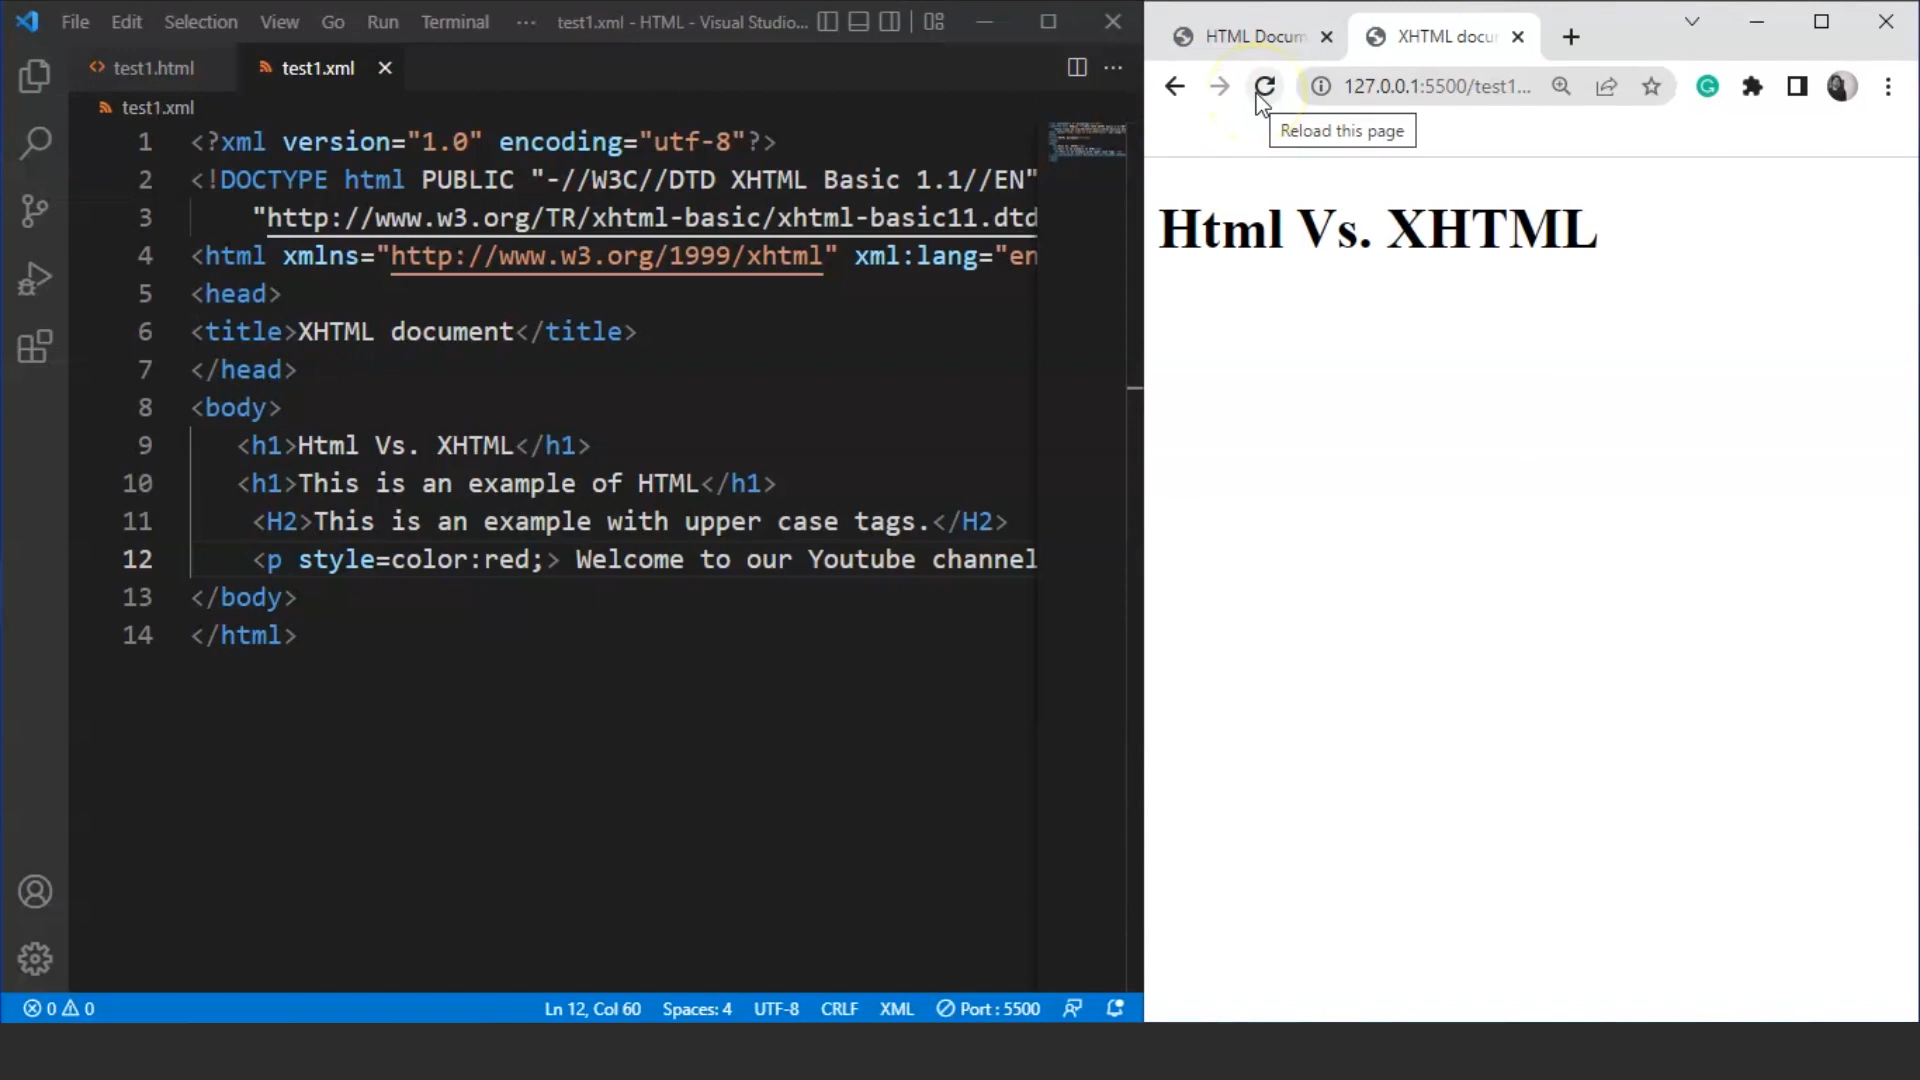 File Edit Selection View Go Run Terminal ··· test1.xml - HTML - Visual Studio...
test1.html test1.xml
test1.xml
1 <?xml version="1.0" encoding="utf-8"?>
2 <!DOCTYPE html PUBLIC "-//W3C//DTD XHTML Basic 1.1//EN"
3 "http://www.w3.org/TR/xhtml-basic/xhtml-basic11.dtd
4 <html xmlns="http://www.w3.org/1999/xhtml" xml:lang="en
5 <head>
6 <title>XHTML document</title>
7 </head>
8 <body>
9 <h1>Html Vs. XHTML</h1>
10 <h1>This is an example of HTML</h1>
11 <H2>This is an example with upper case tags.</H2>
12 <p style=color:red;> Welcome to our Youtube channel
13 </body>
14 </html>
0 0 Ln 12, Col 60 Spaces: 4 UTF-8 CRLF XML Port : 5500
HTML Docum XHTML docu
127.0.0.1:5500/test1...
Reload this page
Html Vs. XHTML